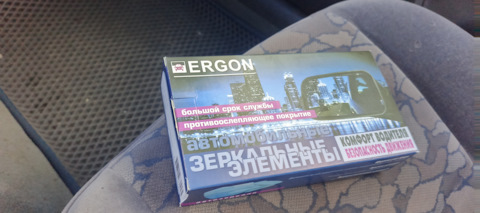 ERGON
большой срок службы
противоослепляющее покрытие
АВТОМОБИЛЬНЫЕ
ЗЕРКАЛЬНЫЕ
ЭЛЕМЕНТЫ
КОМФОРТ ВОДИТЕЛЯ
БЕЗОПАСНОСТЬ ДВИЖЕНИЯ